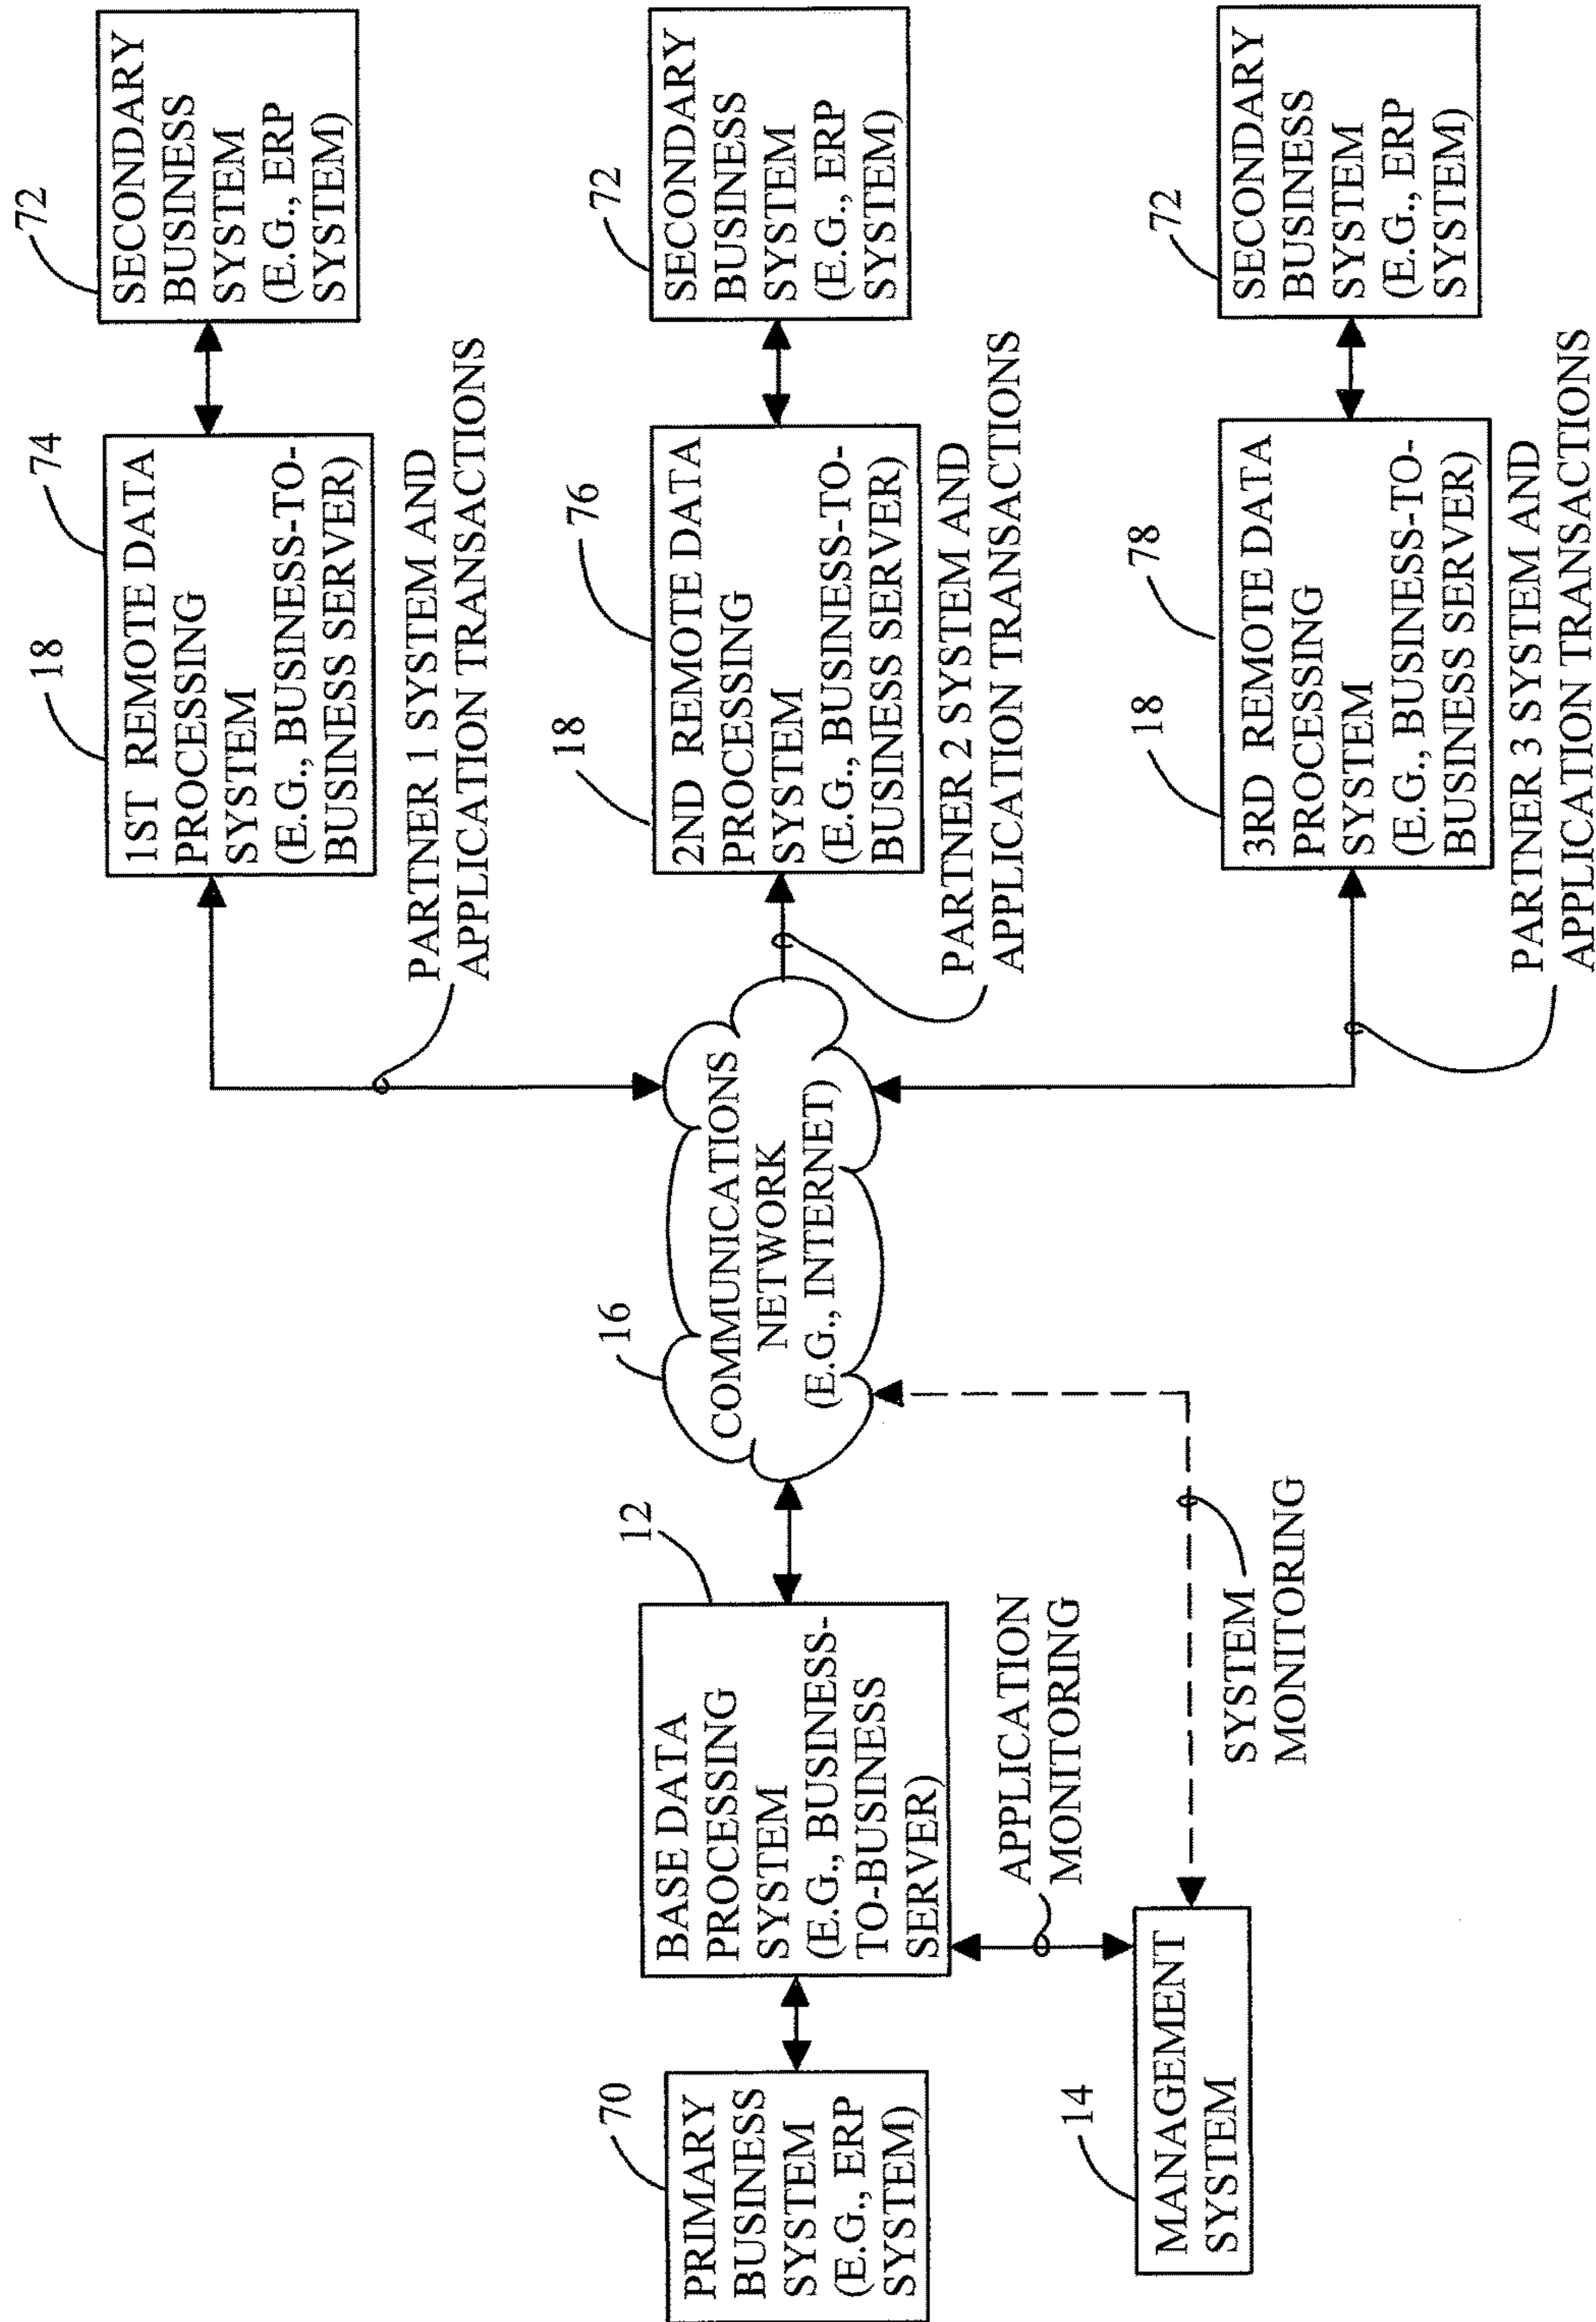 72
SECONDARY
BUSINESS
SYSTEM
(E.G., ERP
SYSTEM)
18
74
1ST REMOTE DATA
PROCESSING
SYSTEM
(E.G., BUSINESS-TO-
BUSINESS SERVER)
PARTNER 1 SYSTEM AND
APPLICATION TRANSACTIONS
72
SECONDARY
BUSINESS
SYSTEM
(E.G., ERP
SYSTEM)
18
76
2ND REMOTE DATA
PROCESSING
SYSTEM
(E.G., BUSINESS-TO-
BUSINESS SERVER)
PARTNER 2 SYSTEM AND
APPLICATION TRANSACTIONS
72
SECONDARY
BUSINESS
SYSTEM
(E.G., ERP
SYSTEM)
18
78
3RD REMOTE DATA
PROCESSING
SYSTEM
(E.G., BUSINESS-TO-
BUSINESS SERVER)
PARTNER 3 SYSTEM AND
APPLICATION TRANSACTIONS
16
COMMUNICATIONS
NETWORK
(E.G., INTERNET)
12
BASE DATA
PROCESSING
SYSTEM
(E.G., BUSINESS-
TO-BUSINESS
SERVER)
APPLICATION
MONITORING
SYSTEM
MONITORING
70
PRIMARY
BUSINESS
SYSTEM
(E.G., ERP
SYSTEM)
14
MANAGEMENT
SYSTEM